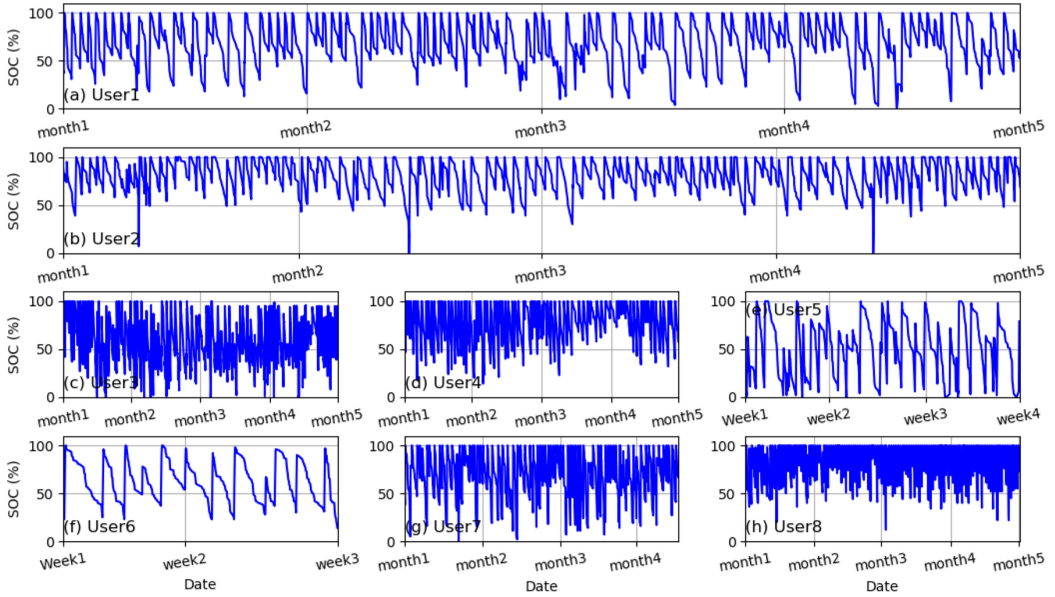 100
50
0
SOC (%)
(a) User1
month1 month2 month3 month4 month5
100
50
0
SOC (%)
(b) User2
month1 month2 month3 month4 month5
100
50
0
SOC (%)
(c) User3
month1 month2 month3 month4 month5
100
50
0
(d) User4
month1 month2 month3 month4 month5
100
50
0
(e) User5
Week1 week2 week3 week4
100
50
0
SOC (%)
(f) User6
Week1 week2 week3
Date
100
50
0
(g) User7
month1 month2 month3 month4
Date
100
50
0
(h) User8
month1 month2 month3 month4 month5
Date